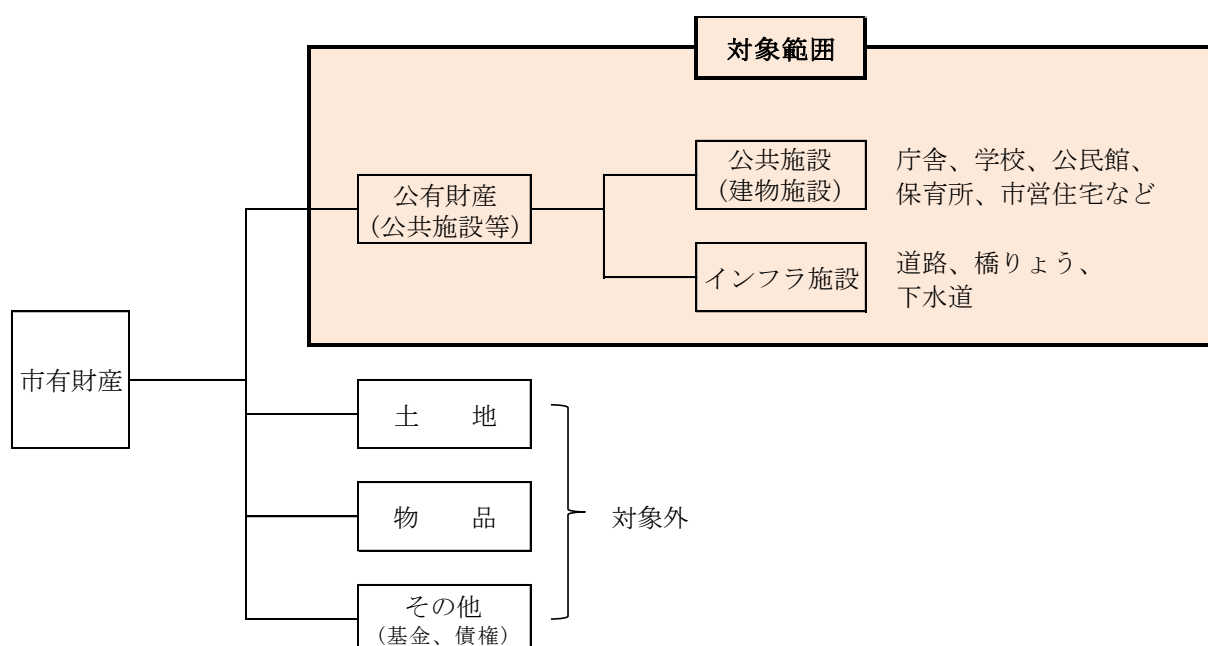 対象範囲
公共施設
(建物施設)
庁舎、学校、公民館、
保育所、市営住宅など
公有財産
(公共施設等)
インフラ施設
道路、橋りょう、
下水道
市有財産
土　　地
物　　品
対象外
その他
(基金、債権)